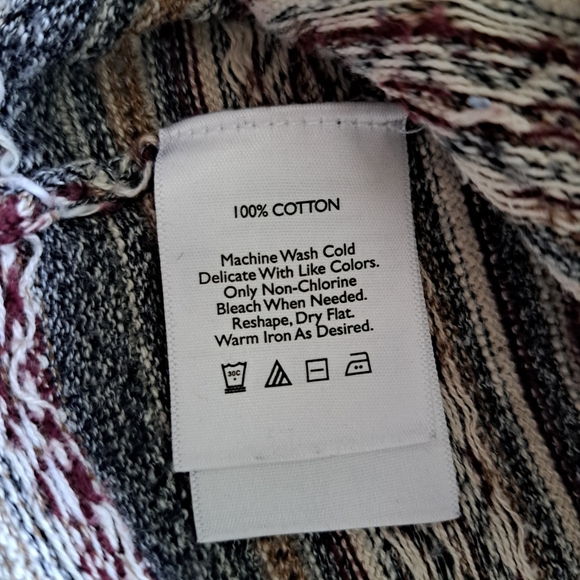 100% COTTON
Machine Wash Cold
Delicate With Like Colors.
Only Non-Chlorine
Bleach When Needed.
Reshape, Dry Flat.
Warm Iron As Desired.
30C